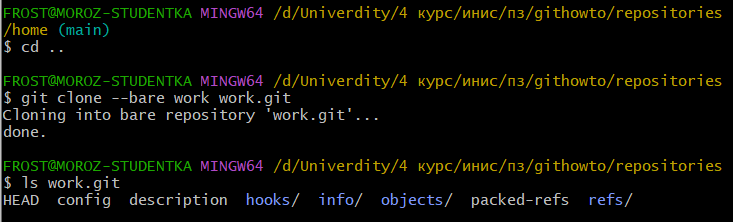 FROST@MOROZ-STUDENTKA MINGW64 /d/Univerdity/4 курс/инис/пз/githowto/repositories
/home (main)
$ cd ..
FROST@MOROZ-STUDENTKA MINGW64 /d/Univerdity/4 курс/инис/пз/githowto/repositories
$ git clone --bare work work.git
Cloning into bare repository 'work.git'...
done.
FROST@MOROZ-STUDENTKA MINGW64 /d/Univerdity/4 курс/инис/пз/githowto/repositories
$ ls work.git
HEAD  config  description  hooks/  info/  objects/  packed-refs  refs/